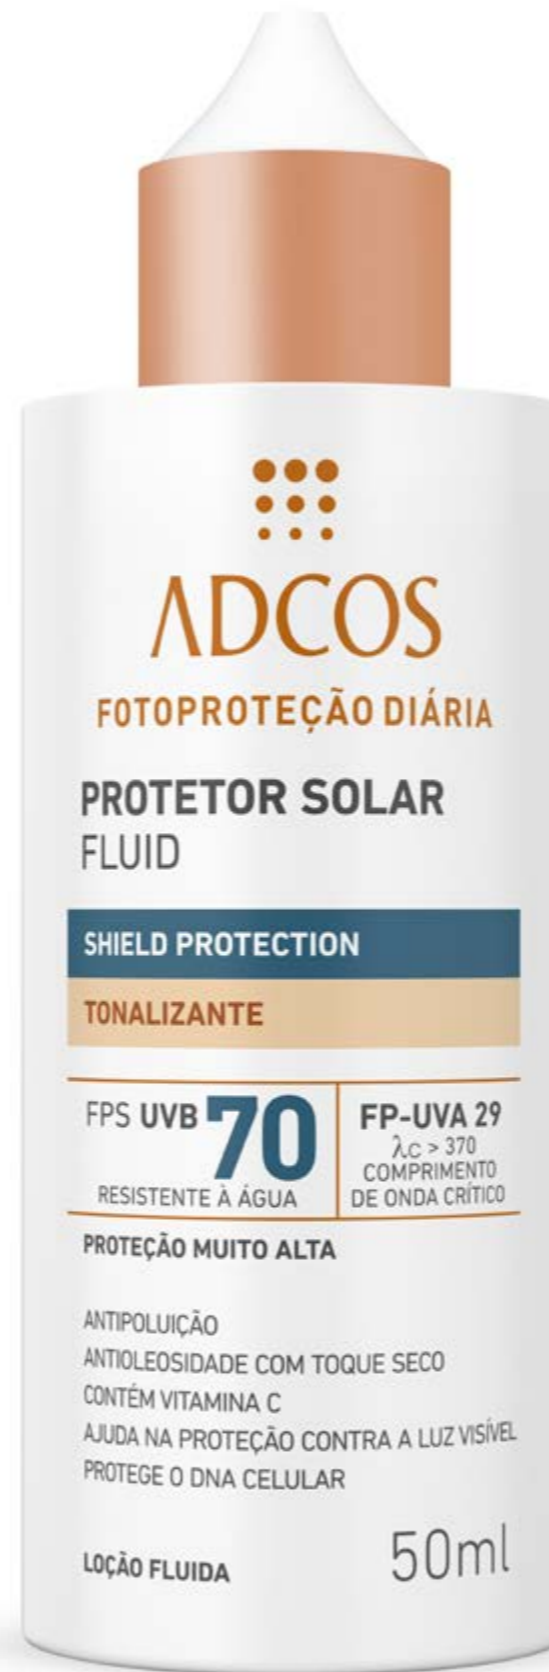 ADCOS
FOTOPROTEÇÃO DIÁRIA
PROTETOR SOLAR
FLUID
SHIELD PROTECTION
TONALIZANTE
FPS UVB 70
RESISTENTE À ÁGUA
FP-UVA 29
λc > 370
COMPRIMENTO
DE ONDA CRÍTICO
PROTEÇÃO MUITO ALTA
ANTIPOLUIÇÃO
ANTIOLEOSIDADE COM TOQUE SECO
CONTÉM VITAMINA C
AJUDA NA PROTEÇÃO CONTRA A LUZ VISÍVEL
PROTEGE O DNA CELULAR
LOÇÃO FLUIDA
50ml